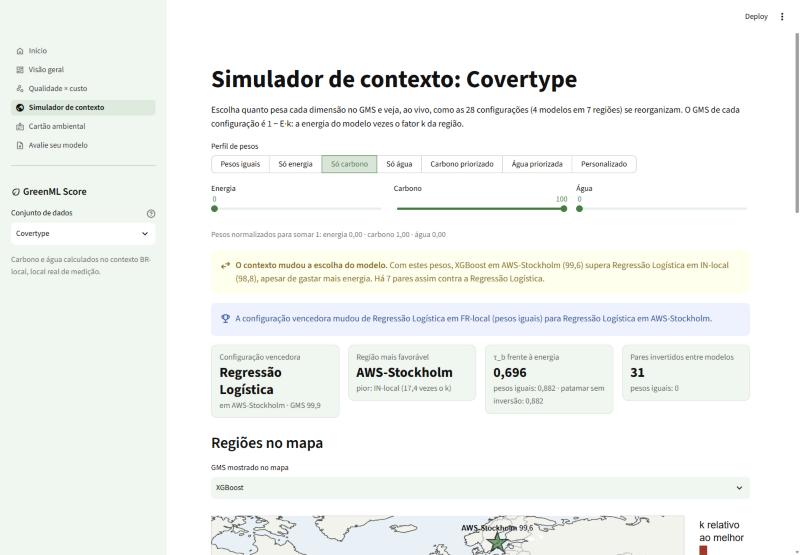 Deploy
Início
Visão geral
Qualidade × custo
Simulador de contexto
Cartão ambiental
Avalie seu modelo
GreenML Score
Conjunto de dados
Covertype
Carbono e água calculados no contexto BR-
local, local real de medição.
Simulador de contexto: Covertype
Escolha quanto pesa cada dimensão no GMS e veja, ao vivo, como as 28 configurações (4 modelos em 7 regiões) se reorganizam. O GMS de cada
configuração é 1 − E·k: a energia do modelo vezes o fator k da região.
Perfil de pesos
Pesos iguais
Só energia
Só carbono
Só água
Carbono priorizado
Água priorizada
Personalizado
Energia
Carbono
Água
0
100
0
Pesos normalizados para somar 1: energia 0,00 · carbono 1,00 · água 0,00
O contexto mudou a escolha do modelo. Com estes pesos, XGBoost em AWS-Stockholm (99,6) supera Regressão Logística em IN-local
(98,8), apesar de gastar mais energia. Há 7 pares assim contra a Regressão Logística.
A configuração vencedora mudou de Regressão Logística em FR-local (pesos iguais) para Regressão Logística em AWS-Stockholm.
Configuração vencedora
Regressão
Logística
em AWS-Stockholm · GMS 99,9
Região mais favorável
AWS-Stockholm
pior: IN-local (17,4 vezes o k)
τ_b frente à energia
0,696
pesos iguais: 0,882 · patamar sem
inversão: 0,882
Pares invertidos entre modelos
31
pesos iguais: 0
Regiões no mapa
GMS mostrado no mapa
XGBoost
AWS-Stockholm 99,6
k relativo
ao melhor